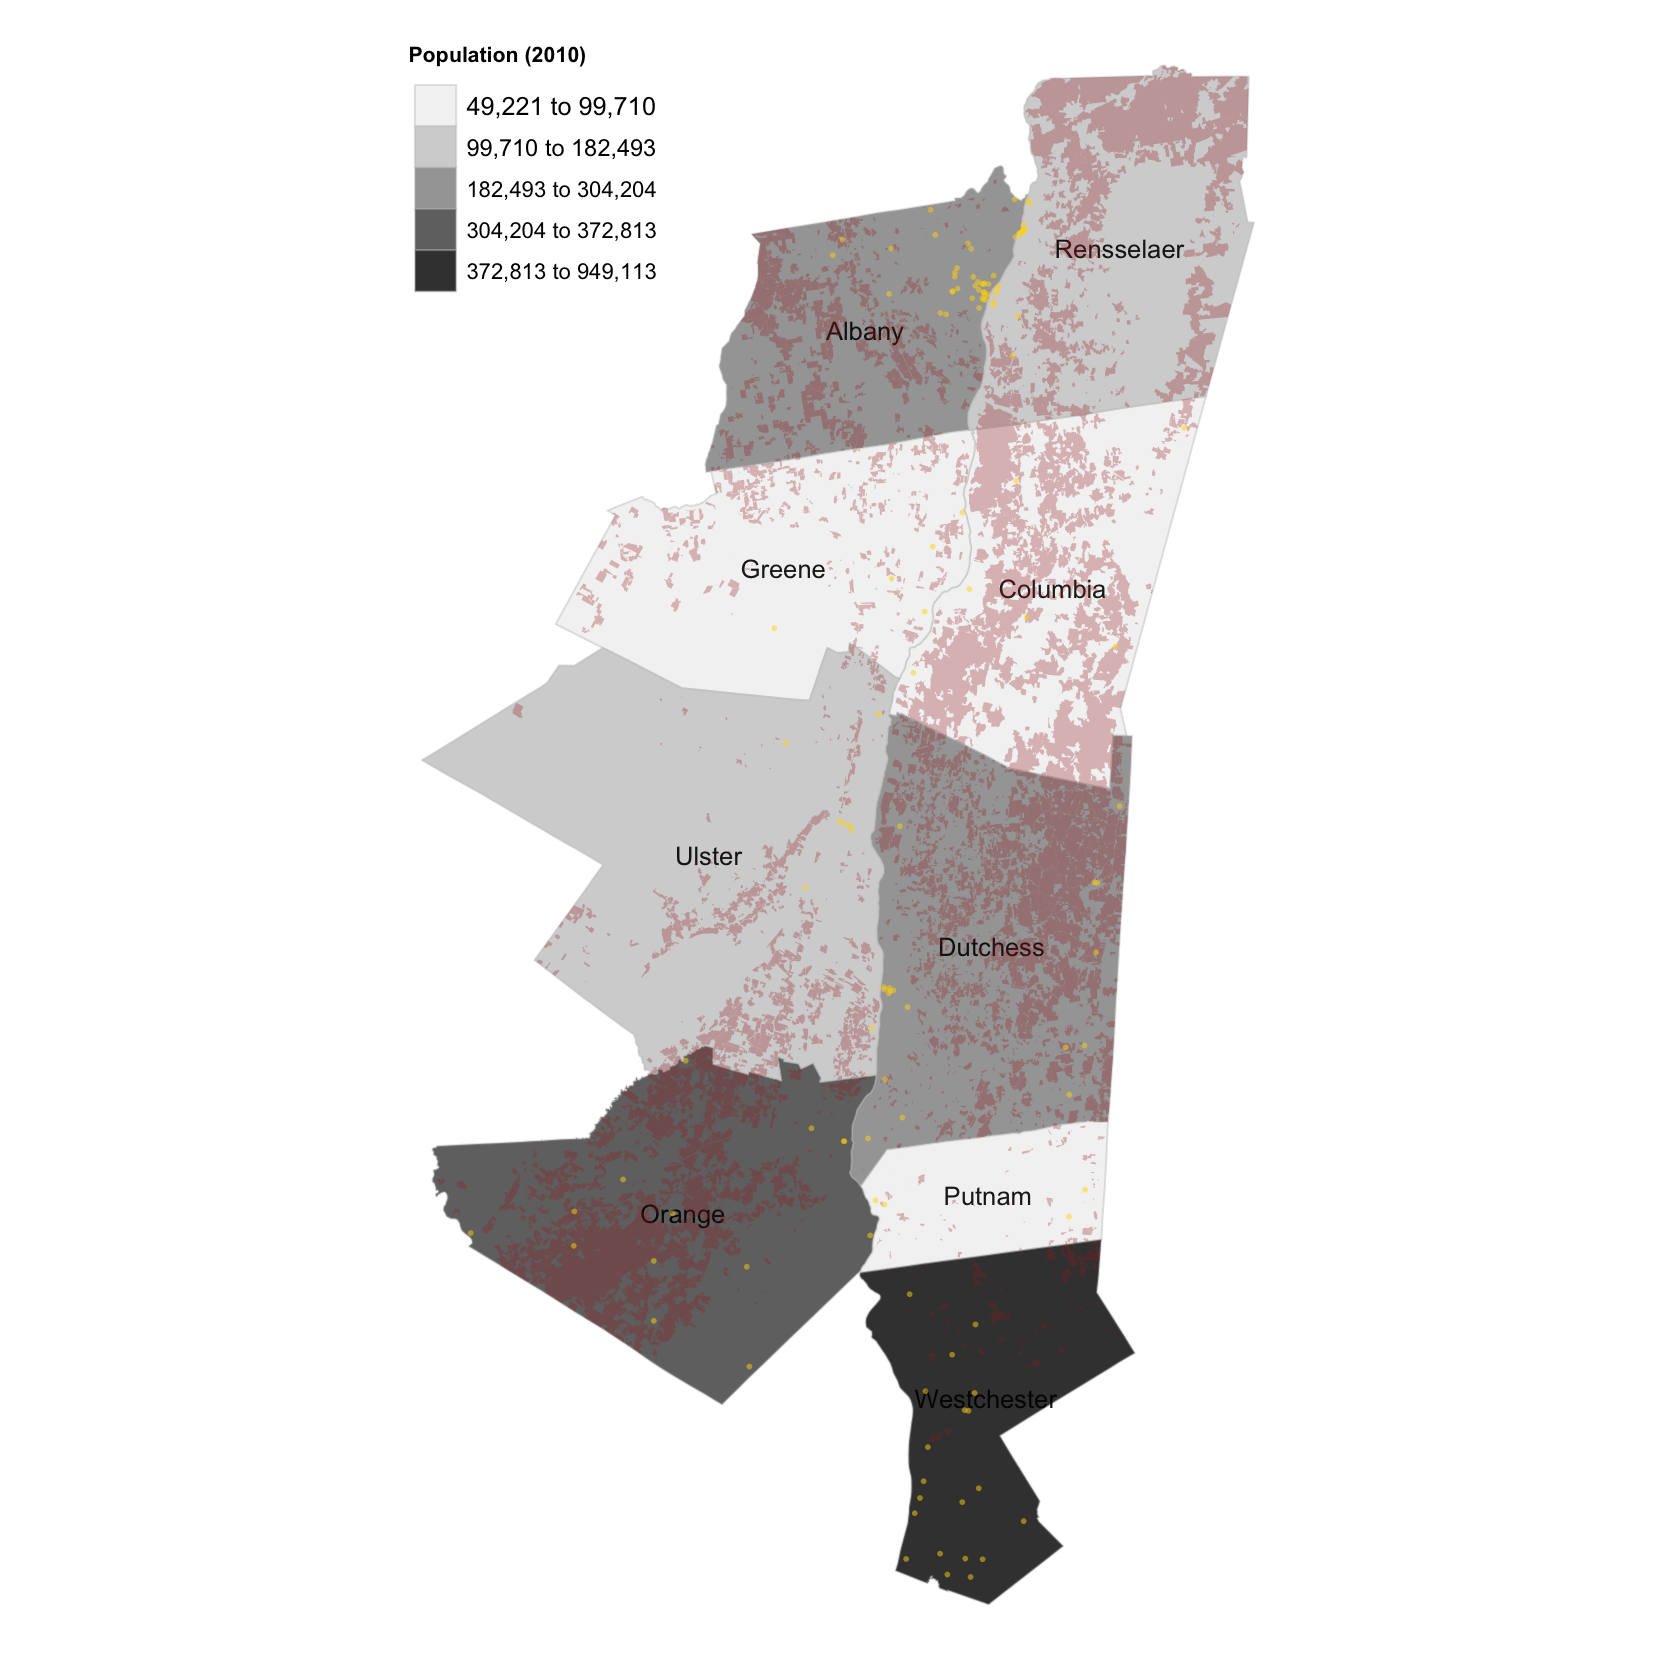 Population (2010)
49,221 to 99,710
99,710 to 182,493
182,493 to 304,204
304,204 to 372,813
372,813 to 949,113
Rensselaer
Albany
Greene
Columbia
Ulster
Dutchess
Putnam
Orange
Westchester